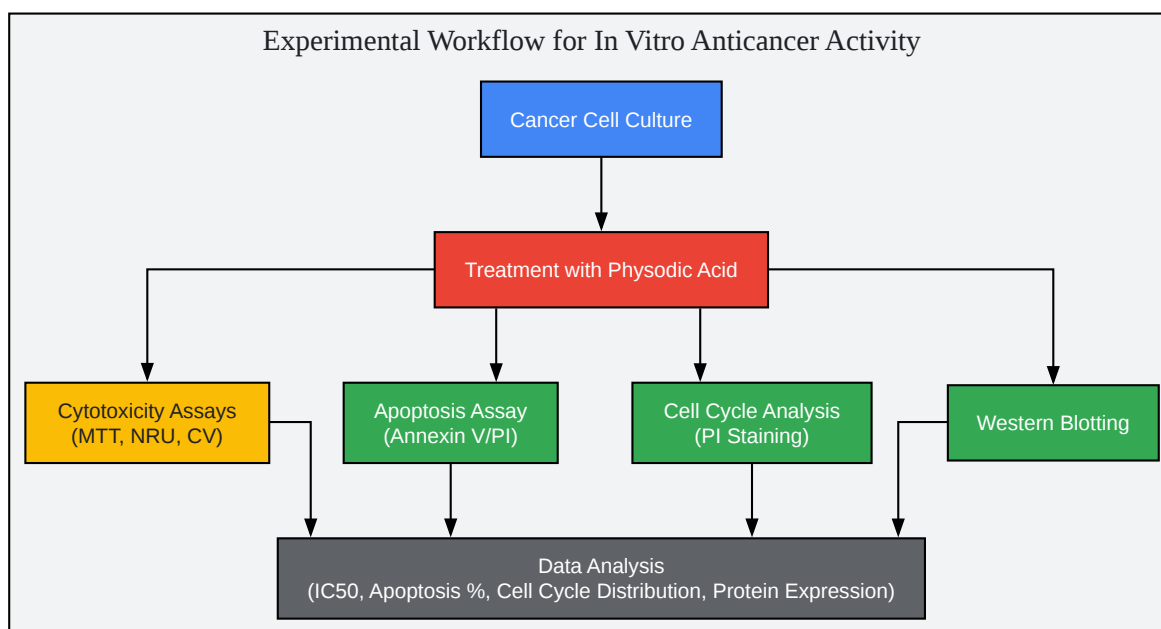 Experimental Workflow for In Vitro Anticancer Activity
Cancer Cell Culture
Treatment with Physodic Acid
Cytotoxicity Assays
(MTT, NRU, CV)
Apoptosis Assay
(Annexin V/PI)
Cell Cycle Analysis
(PI Staining)
Western Blotting
Data Analysis
(IC50, Apoptosis %, Cell Cycle Distribution, Protein Expression)